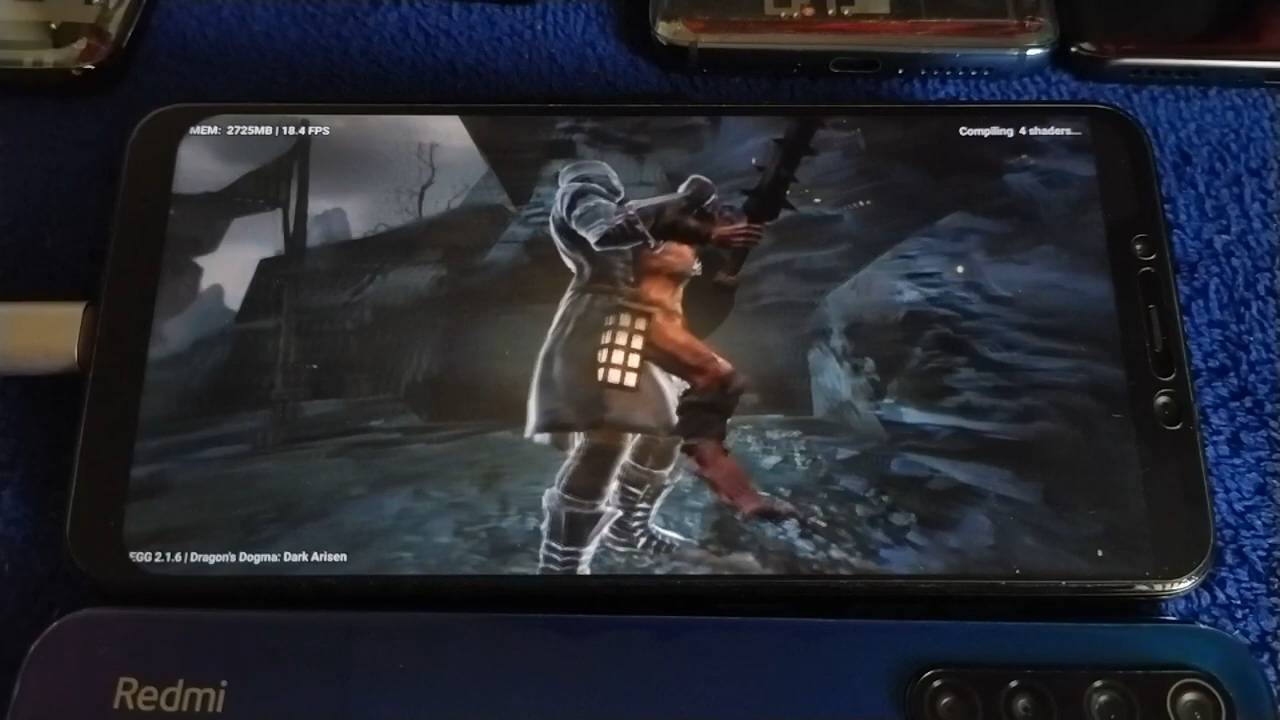 MEM: 2725MB | 18.4 FPS
Compiling 4 shaders...
EGG 2.1.6 | Dragon's Dogma: Dark Arisen
Redmi